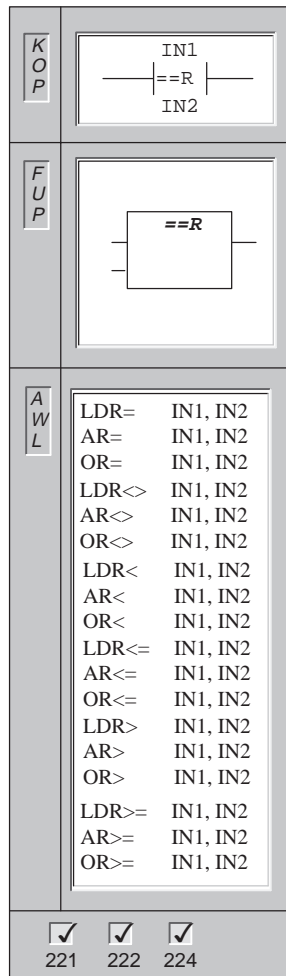 KOP
IN1
==R
IN2
FUP
==R
AWL
LDR= IN1, IN2
AR= IN1, IN2
OR= IN1, IN2
LDR<> IN1, IN2
AR<> IN1, IN2
OR<> IN1, IN2
LDR< IN1, IN2
AR< IN1, IN2
OR< IN1, IN2
LDR<= IN1, IN2
AR<= IN1, IN2
OR<= IN1, IN2
LDR> IN1, IN2
AR> IN1, IN2
OR> IN1, IN2
LDR>= IN1, IN2
AR>= IN1, IN2
OR>= IN1, IN2
221 222 224